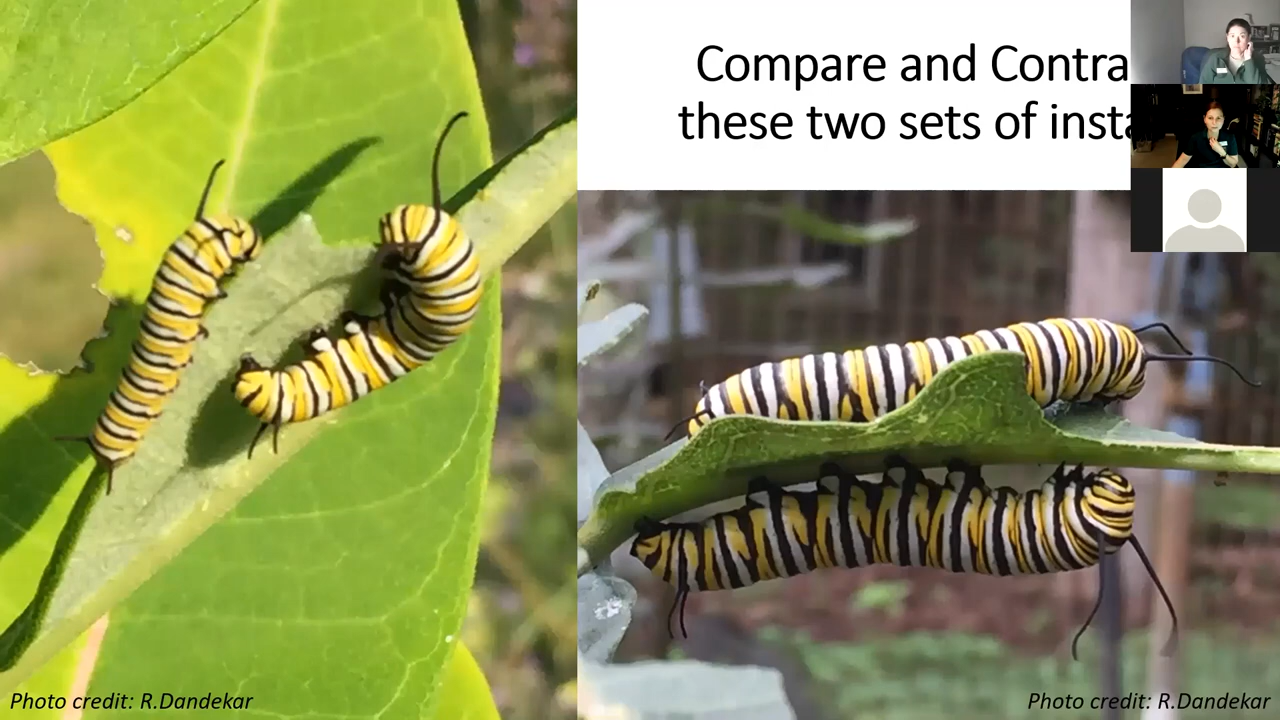 Compare and Contra
these two sets of insta
Photo credit: R.Dandekar
Photo credit: R.Dandekar